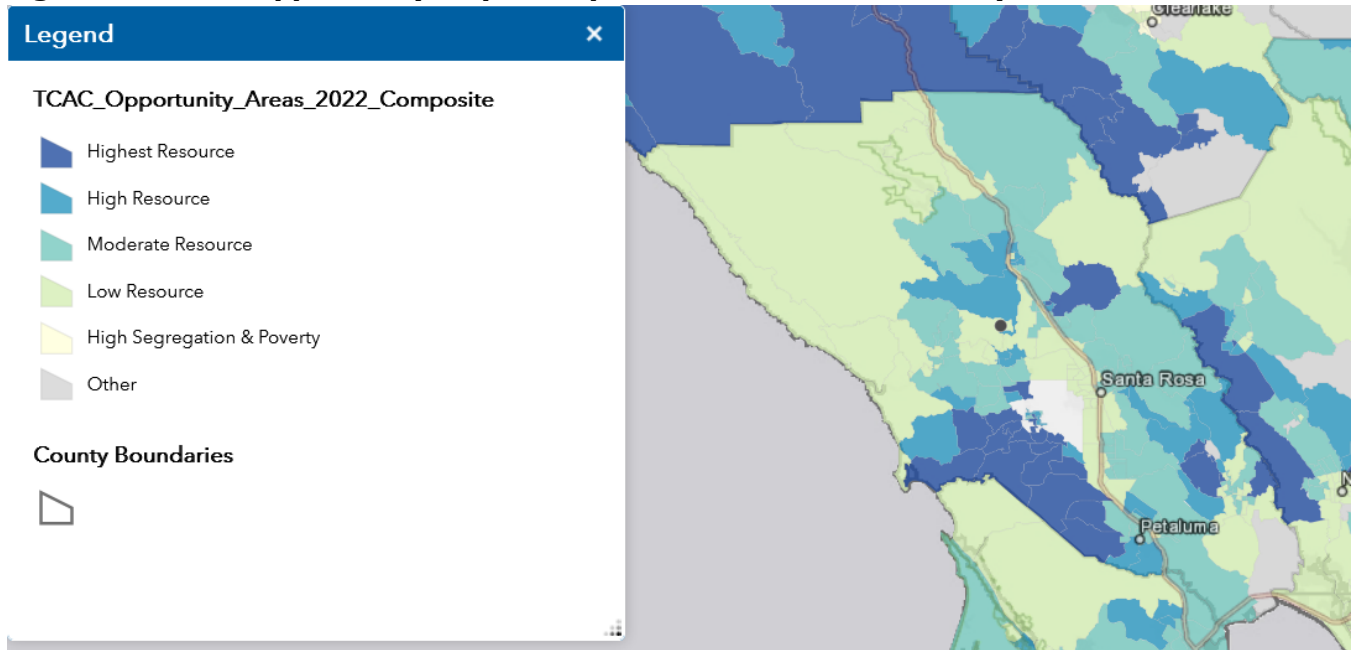 Legend
×
TCAC_Opportunity_Areas_2022_Composite
Highest Resource
High Resource
Moderate Resource
Low Resource
High Segregation & Poverty
Other
County Boundaries
Clearlake
Santa Rosa
Petaluma